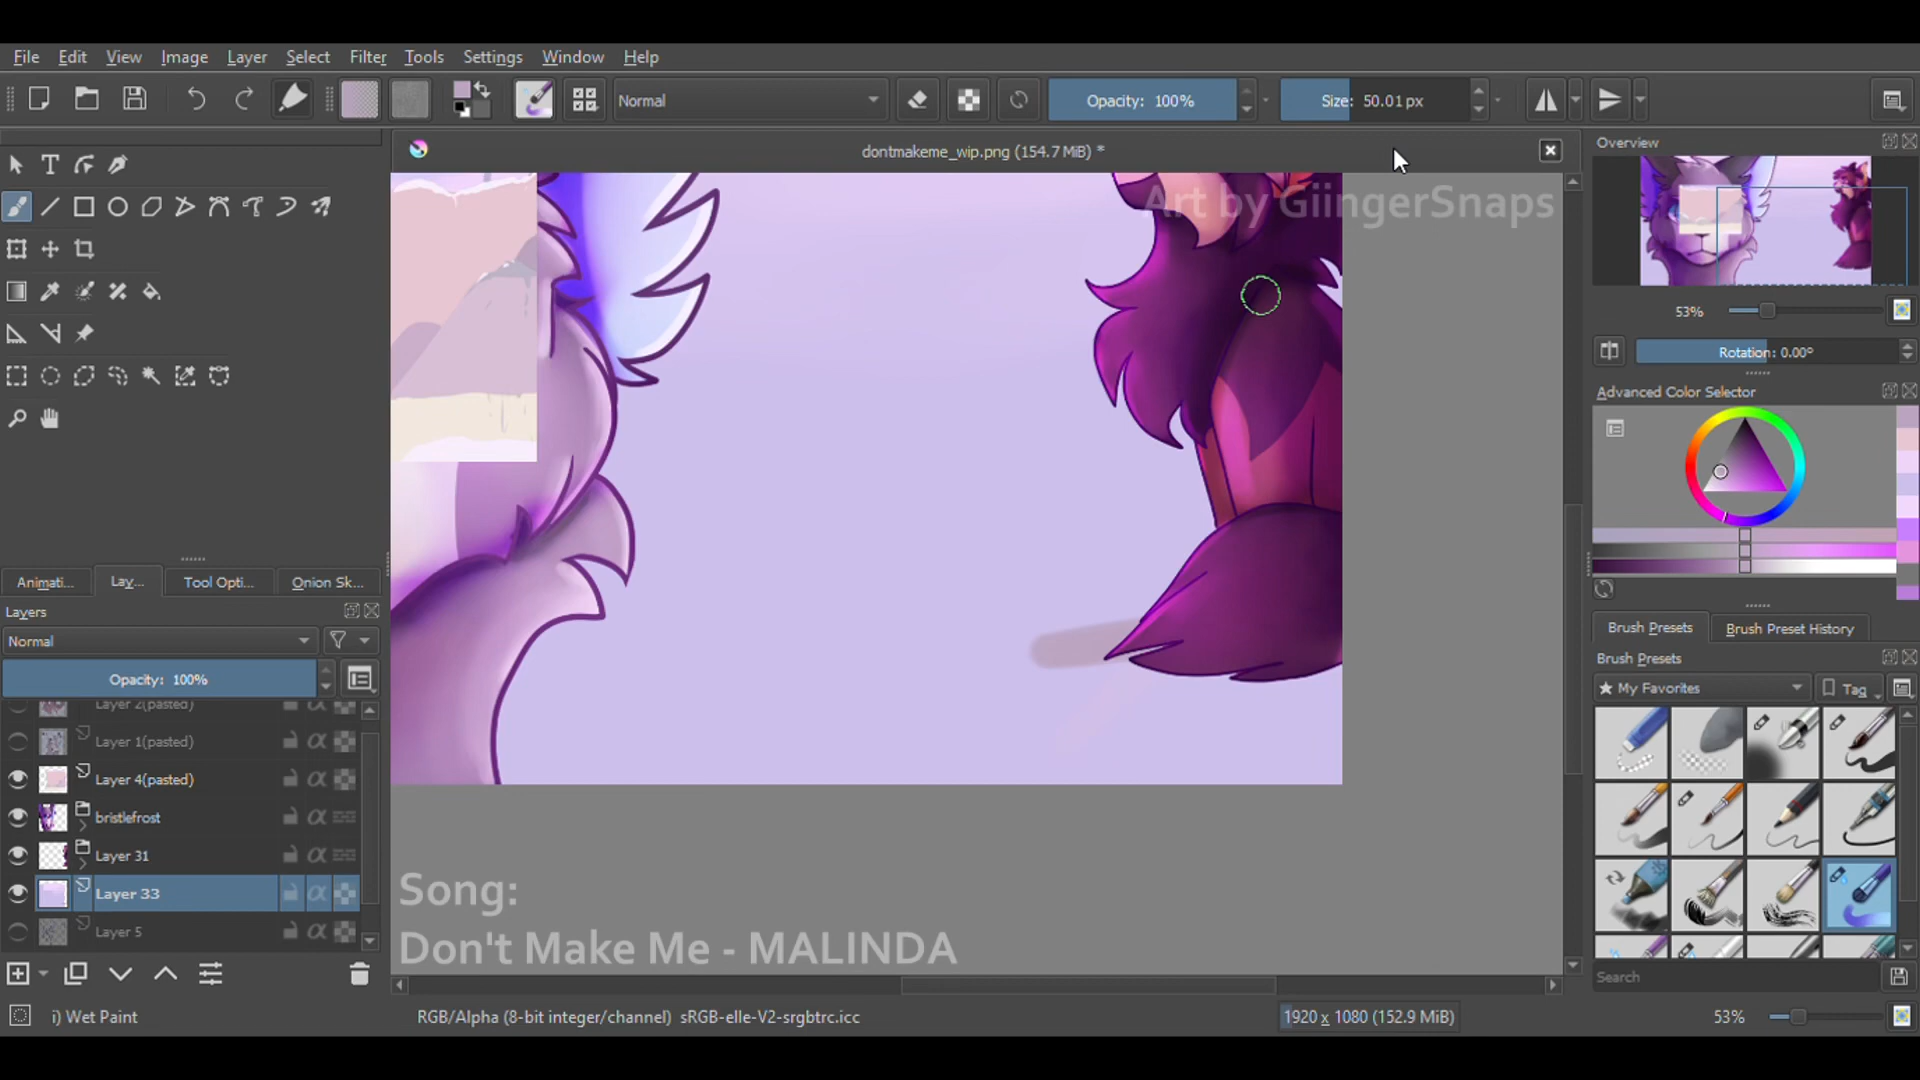 File Edit View Image Layer Select Filter Tools Settings Window Help
Normal
Opacity: 100%
Size: 50.01 px
dontmakeme_wip.png (154.7 MiB) *
Art by GiingerSnaps
Overview
53%
Rotation: 0.00°
Advanced Color Selector
Animati... Lay... Tool Opti... Onion Sk...
Layers
Normal
Opacity: 100%
Layer 2(pasted)
Layer 1(pasted)
Layer 4(pasted)
bristlefrost
Layer 31
Layer 33
Layer 5
Brush Presets Brush Preset History
Brush Presets
★ My Favorites Tag
Search
Song:
Don't Make Me - MALINDA
i) Wet Paint
RGB/Alpha (8-bit integer/channel) sRGB-elle-V2-srgbtrc.icc
1920 x 1080 (152.9 MiB)
53%